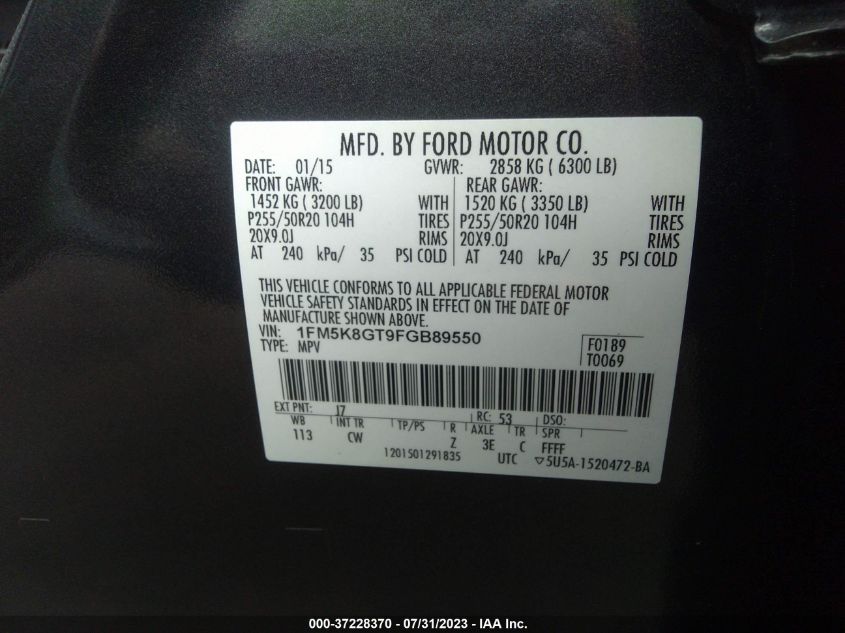 MFD. BY FORD MOTOR CO.
DATE: 01/15 GVWR: 2858 KG ( 6300 LB)
FRONT GAWR: REAR GAWR:
1452 KG ( 3200 LB) WITH 1520 KG ( 3350 LB) WITH
P255/50R20 104H TIRES P255/50R20 104H TIRES
20X9.0J RIMS 20X9.0J RIMS
AT 240 kPa/ 35 PSI COLD AT 240 kPa/ 35 PSI COLD
THIS VEHICLE CONFORMS TO ALL APPLICABLE FEDERAL MOTOR
VEHICLE SAFETY STANDARDS IN EFFECT ON THE DATE OF
MANUFACTURE SHOWN ABOVE.
VIN: 1FM5K8GT9FGB89550 F0189
TYPE: MPV T0069
EXT PNT: J7 RC: 53 DSO:
WB INT TR TP/PS R AXLE TR SPR
113 CW Z 3E C FFFF
1201501291835 UTC ▽5U5A-1520472-BA
000-37228370 - 07/31/2023 - IAA Inc.